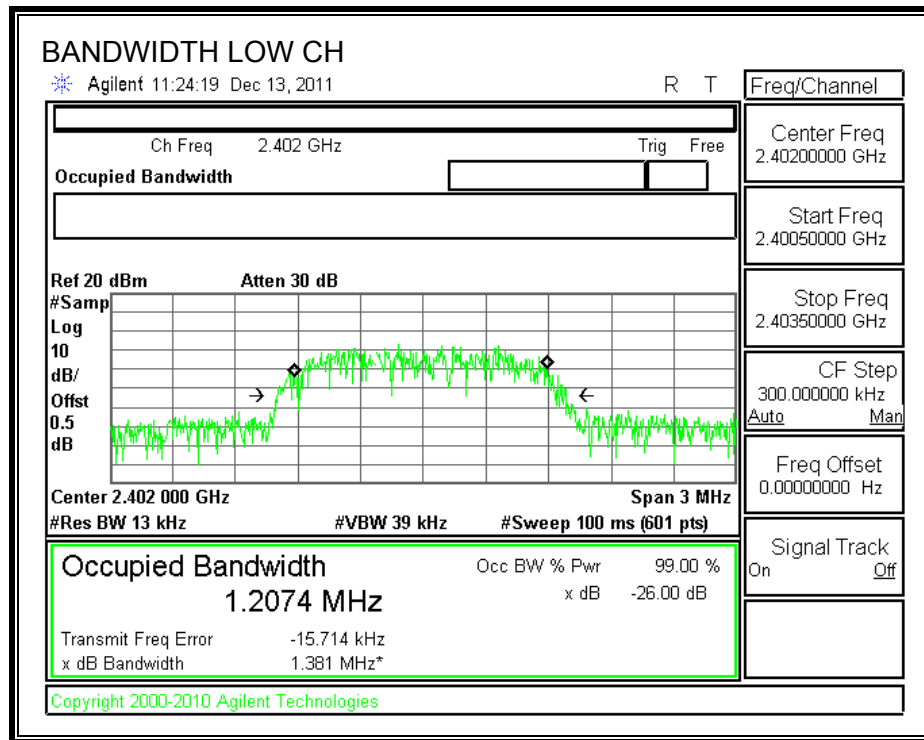 BANDWIDTH LOW CH
Agilent 11:24:19 Dec 13, 2011 R T
Freq/Channel
Ch Freq 2.402 GHz Trig Free
Occupied Bandwidth
Center Freq
2.40200000 GHz
Start Freq
2.40050000 GHz
Stop Freq
2.40350000 GHz
CF Step
300.000000 kHz
Auto Man
Freq Offset
0.00000000 Hz
Signal Track
On Off
Ref 20 dBm Atten 30 dB
#Samp
Log
10
dB/
Offst
0.5
dB
Center 2.402 000 GHz Span 3 MHz
#Res BW 13 kHz #VBW 39 kHz #Sweep 100 ms (601 pts)
Occupied Bandwidth Occ BW % Pwr 99.00 %
1.2074 MHz x dB -26.00 dB
Transmit Freq Error -15.714 kHz
x dB Bandwidth 1.381 MHz*
Copyright 2000-2010 Agilent Technologies